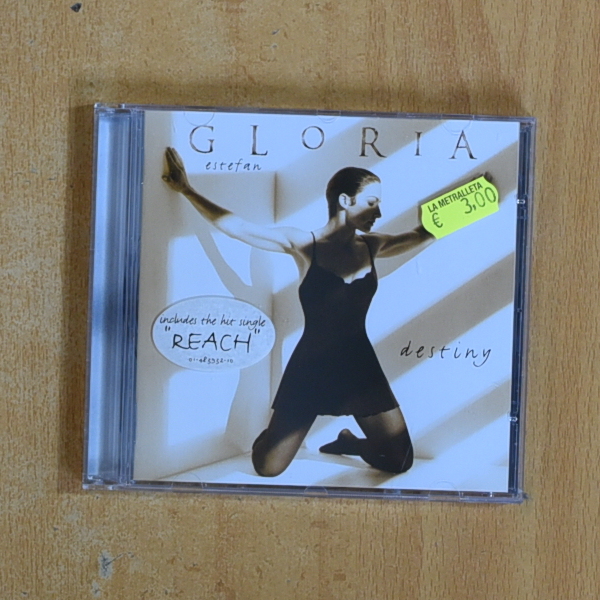 GLORIA
estefan
LA METRALLETA
€ 3,00
includes the hit single
"REACH"
destiny